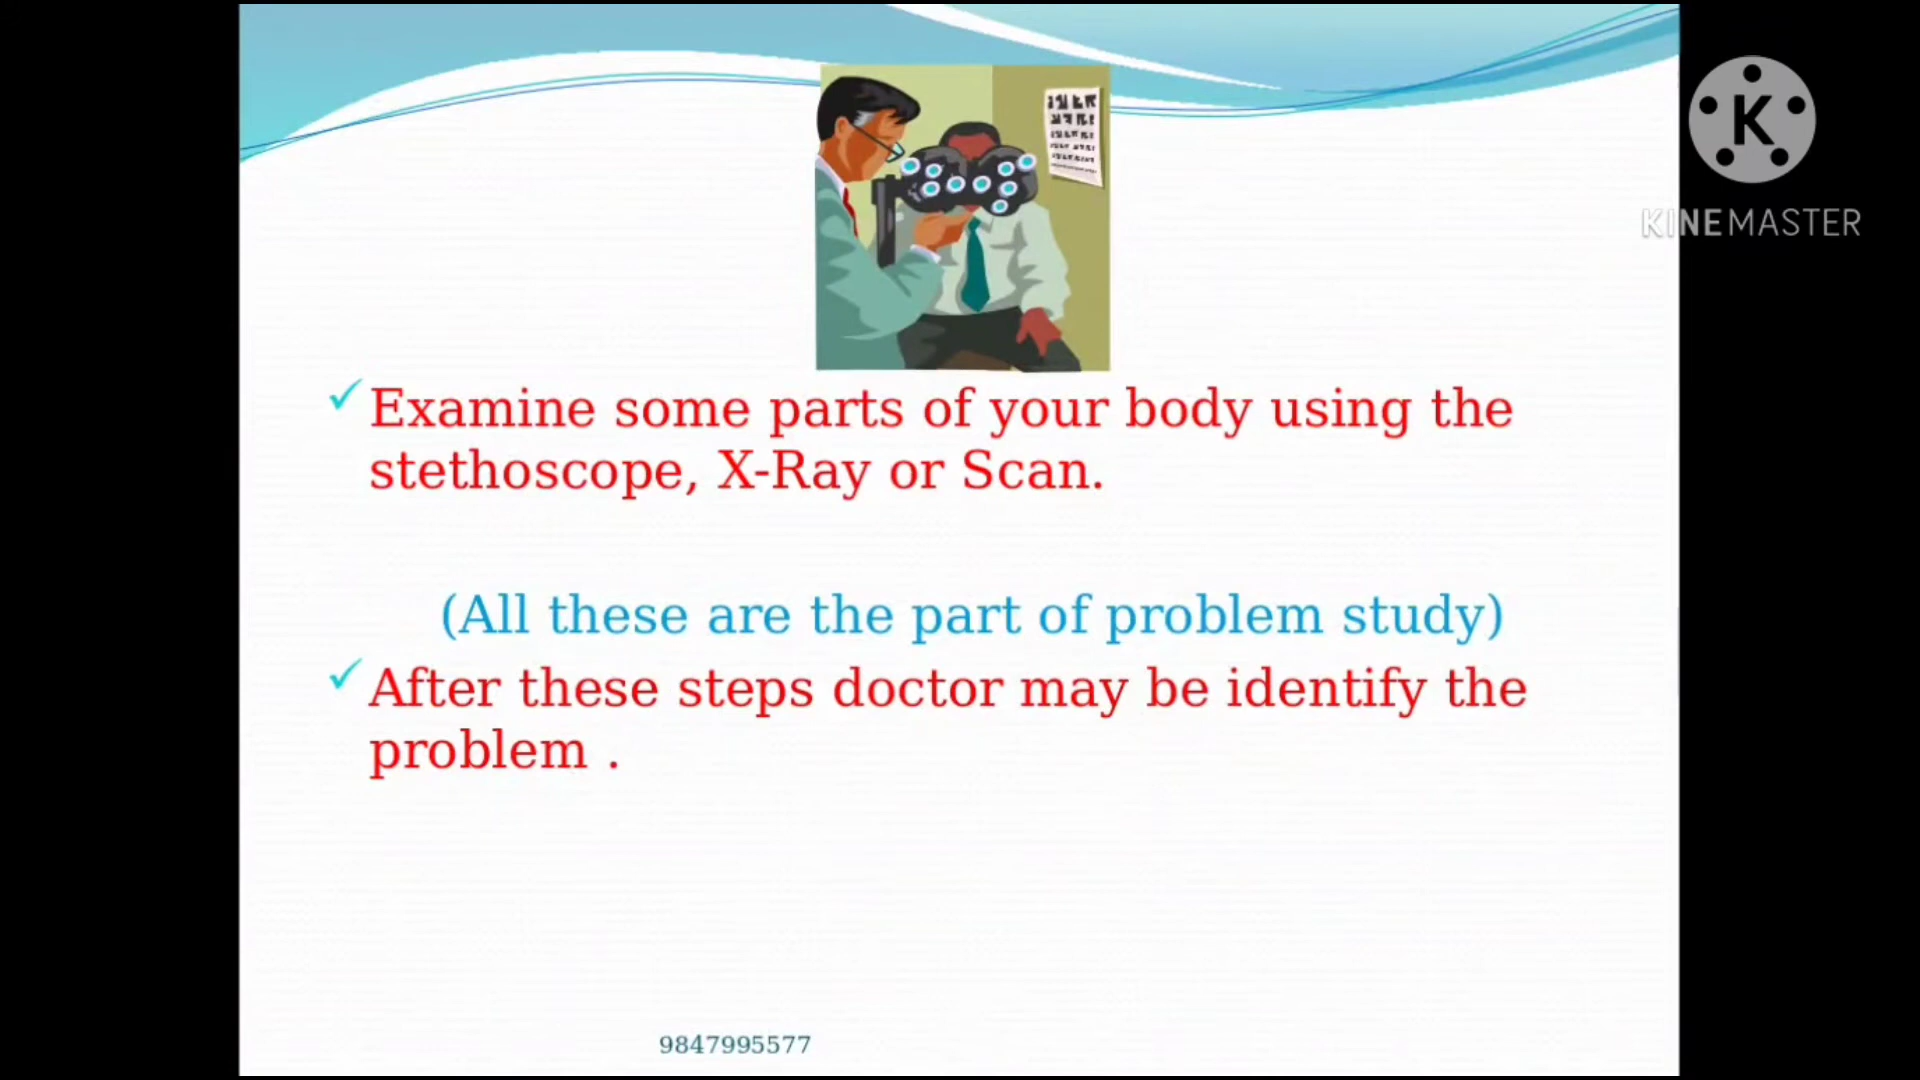 K
KINEMASTER
Examine some parts of your body using the
stethoscope, X-Ray or Scan.
(All these are the part of problem study)
After these steps doctor may be identify the
problem .
9847995577